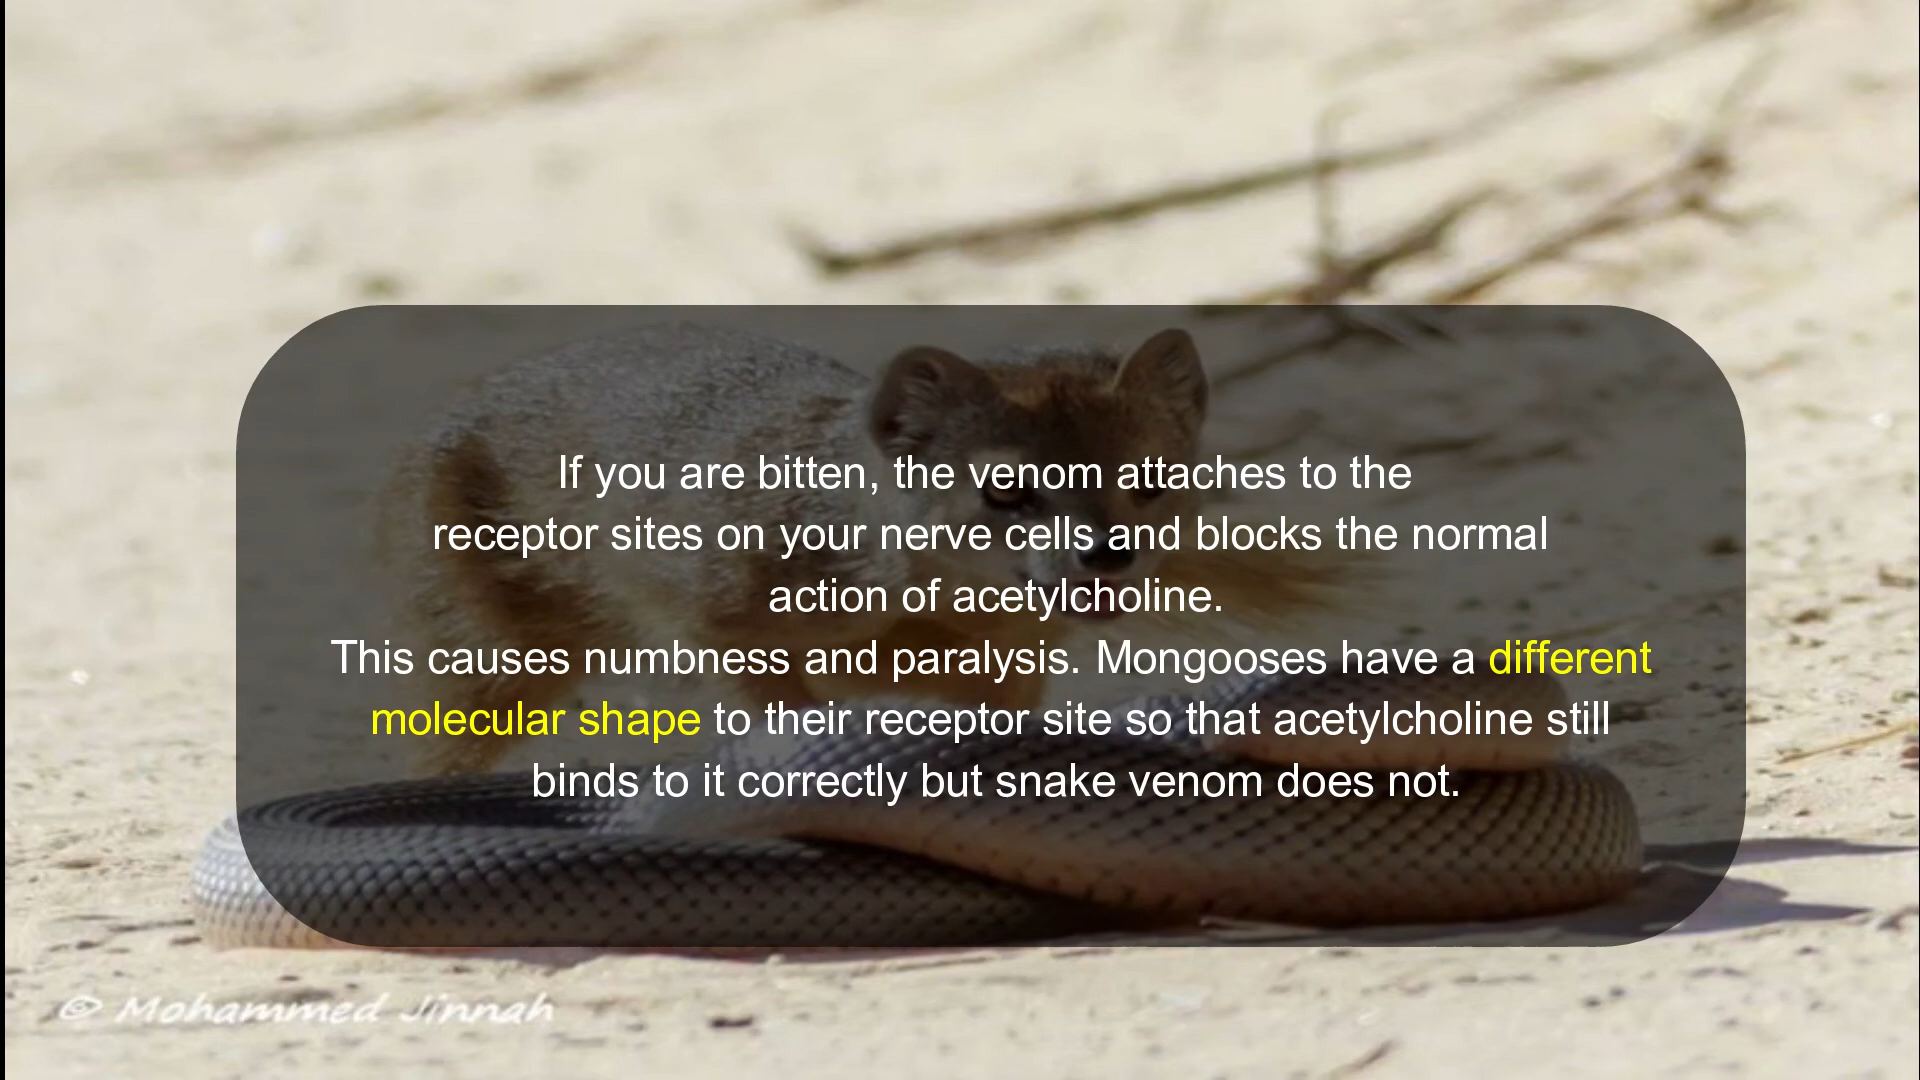 If you are bitten, the venom attaches to the
receptor sites on your nerve cells and blocks the normal
action of acetylcholine.
This causes numbness and paralysis. Mongooses have a different
molecular shape to their receptor site so that acetylcholine still
binds to it correctly but snake venom does not.
© Mohammed Jinnah